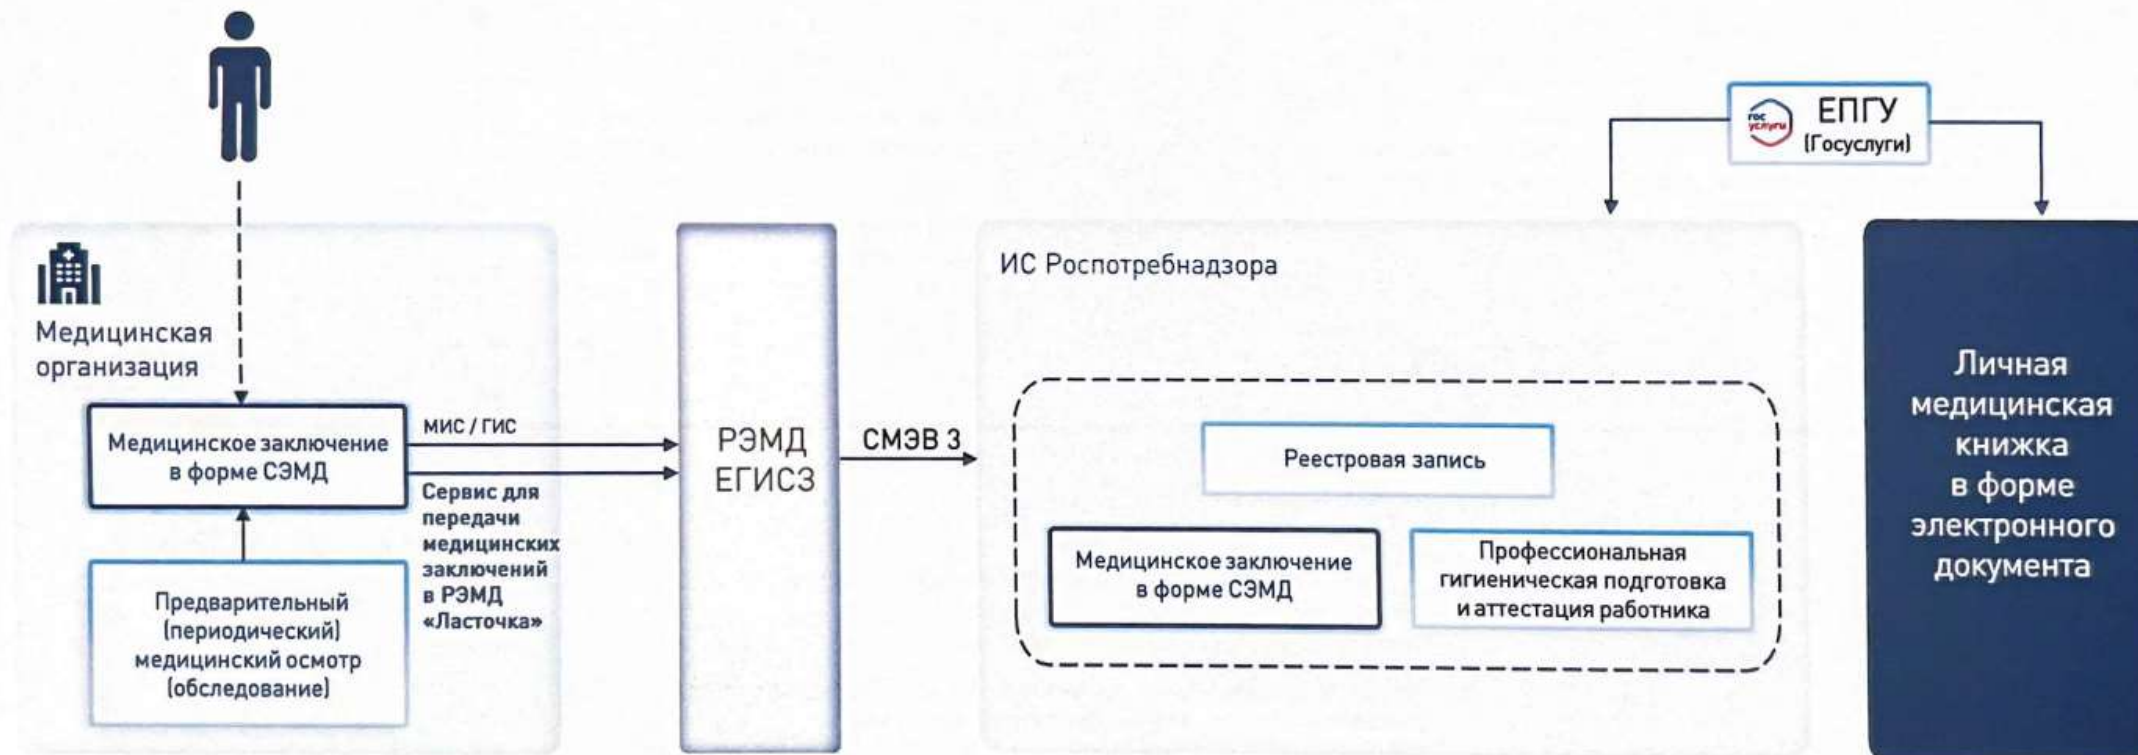 гос
услуги
ЕПГУ
(Госуслуги)
ИС Роспотребнадзора
Медицинская
организация
Медицинское заключение
в форме СЭМД
МИС / ГИС
Сервис для
передачи
медицинских
заключений
в РЭМД
«Ласточка»
Предварительный
(периодический)
медицинский осмотр
(обследование)
РЭМД
ЕГИСЗ
СМЭВ 3
Реестровая запись
Медицинское заключение
в форме СЭМД
Профессиональная
гигиеническая подготовка
и аттестация работника
Личная
медицинская
книжка
в форме
электронного
документа